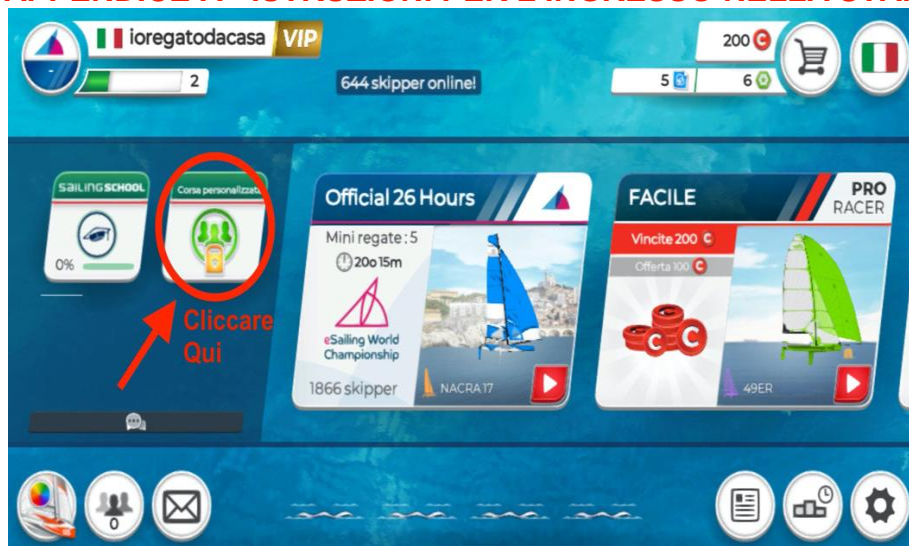 ioregatodacasa VIP
200
2
644 skipper online!
5
6
SAILING SCHOOL
Corsa personalizzata
0%
Cliccare
Qui
Official 26 Hours
Mini regate : 5
20o 15m
eSailing World
Championship
1866 skipper
NACRA 17
FACILE
PRO
RACER
Vincite 200 C
Offerta 100 C
C C
49ER
0